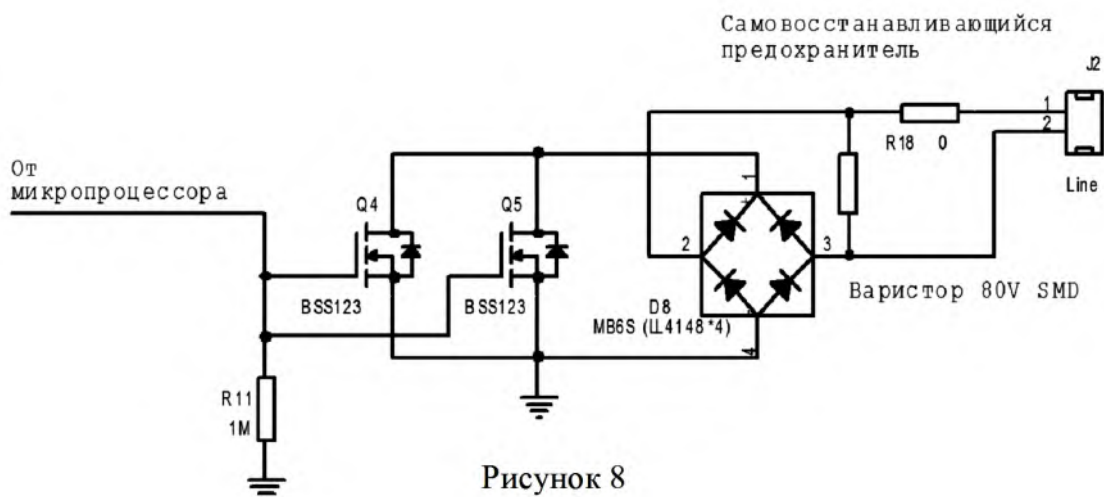 Самовосстанавливающийся
предохранитель
J2
1
2
R18 0
Line
От
микропроцессора
Q4
Q5
1
+
2
3
Варистор 80V SMD
BSS123
BSS123
D8
MB6S (LL4148*4)
4
R11
1M
Рисунок 8